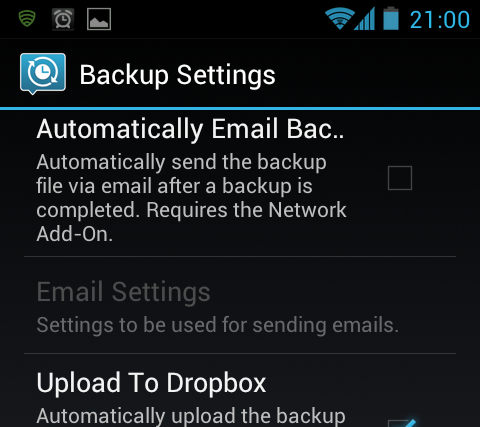 21:00
Backup Settings
Automatically Email Bac..
Automatically send the backup
file via email after a backup is
completed. Requires the Network
Add-On.
Email Settings
Settings to be used for sending emails.
Upload To Dropbox
Automatically upload the backup